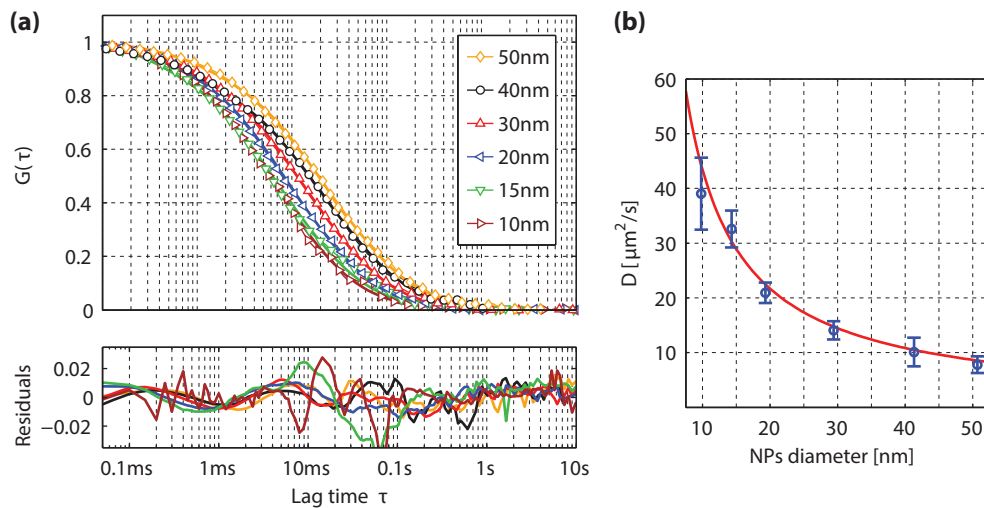 (a)
1
0.8
0.6
0.4
0.2
0
G( τ)
50nm
40nm
30nm
20nm
15nm
10nm
0.02
0
−0.02
Residuals
0.1ms 1ms 10ms 0.1s 1s 10s
Lag time τ
(b)
60
50
40
30
20
10
D [ μm²/s]
10 20 30 40 50
NPs diameter [nm]